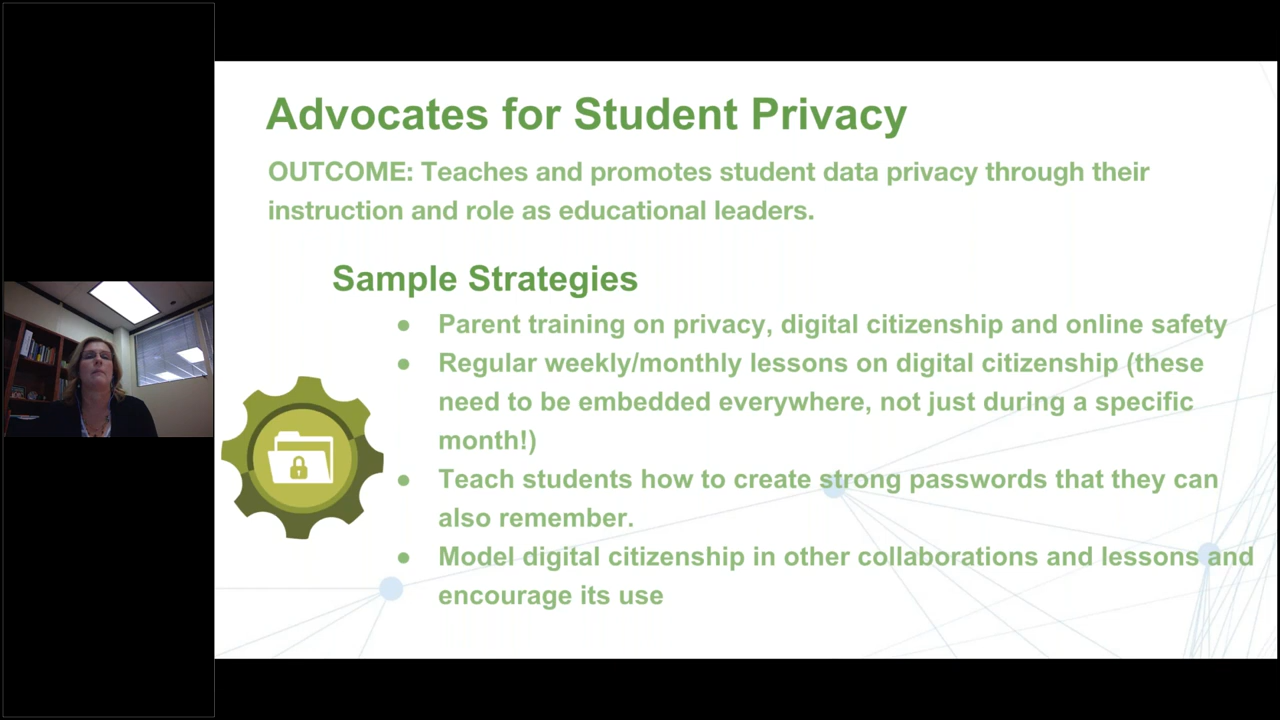 Advocates for Student Privacy
OUTCOME: Teaches and promotes student data privacy through their
instruction and role as educational leaders.
Sample Strategies
● Parent training on privacy, digital citizenship and online safety
● Regular weekly/monthly lessons on digital citizenship (these
need to be embedded everywhere, not just during a specific
month!)
● Teach students how to create strong passwords that they can
also remember.
● Model digital citizenship in other collaborations and lessons and
encourage its use